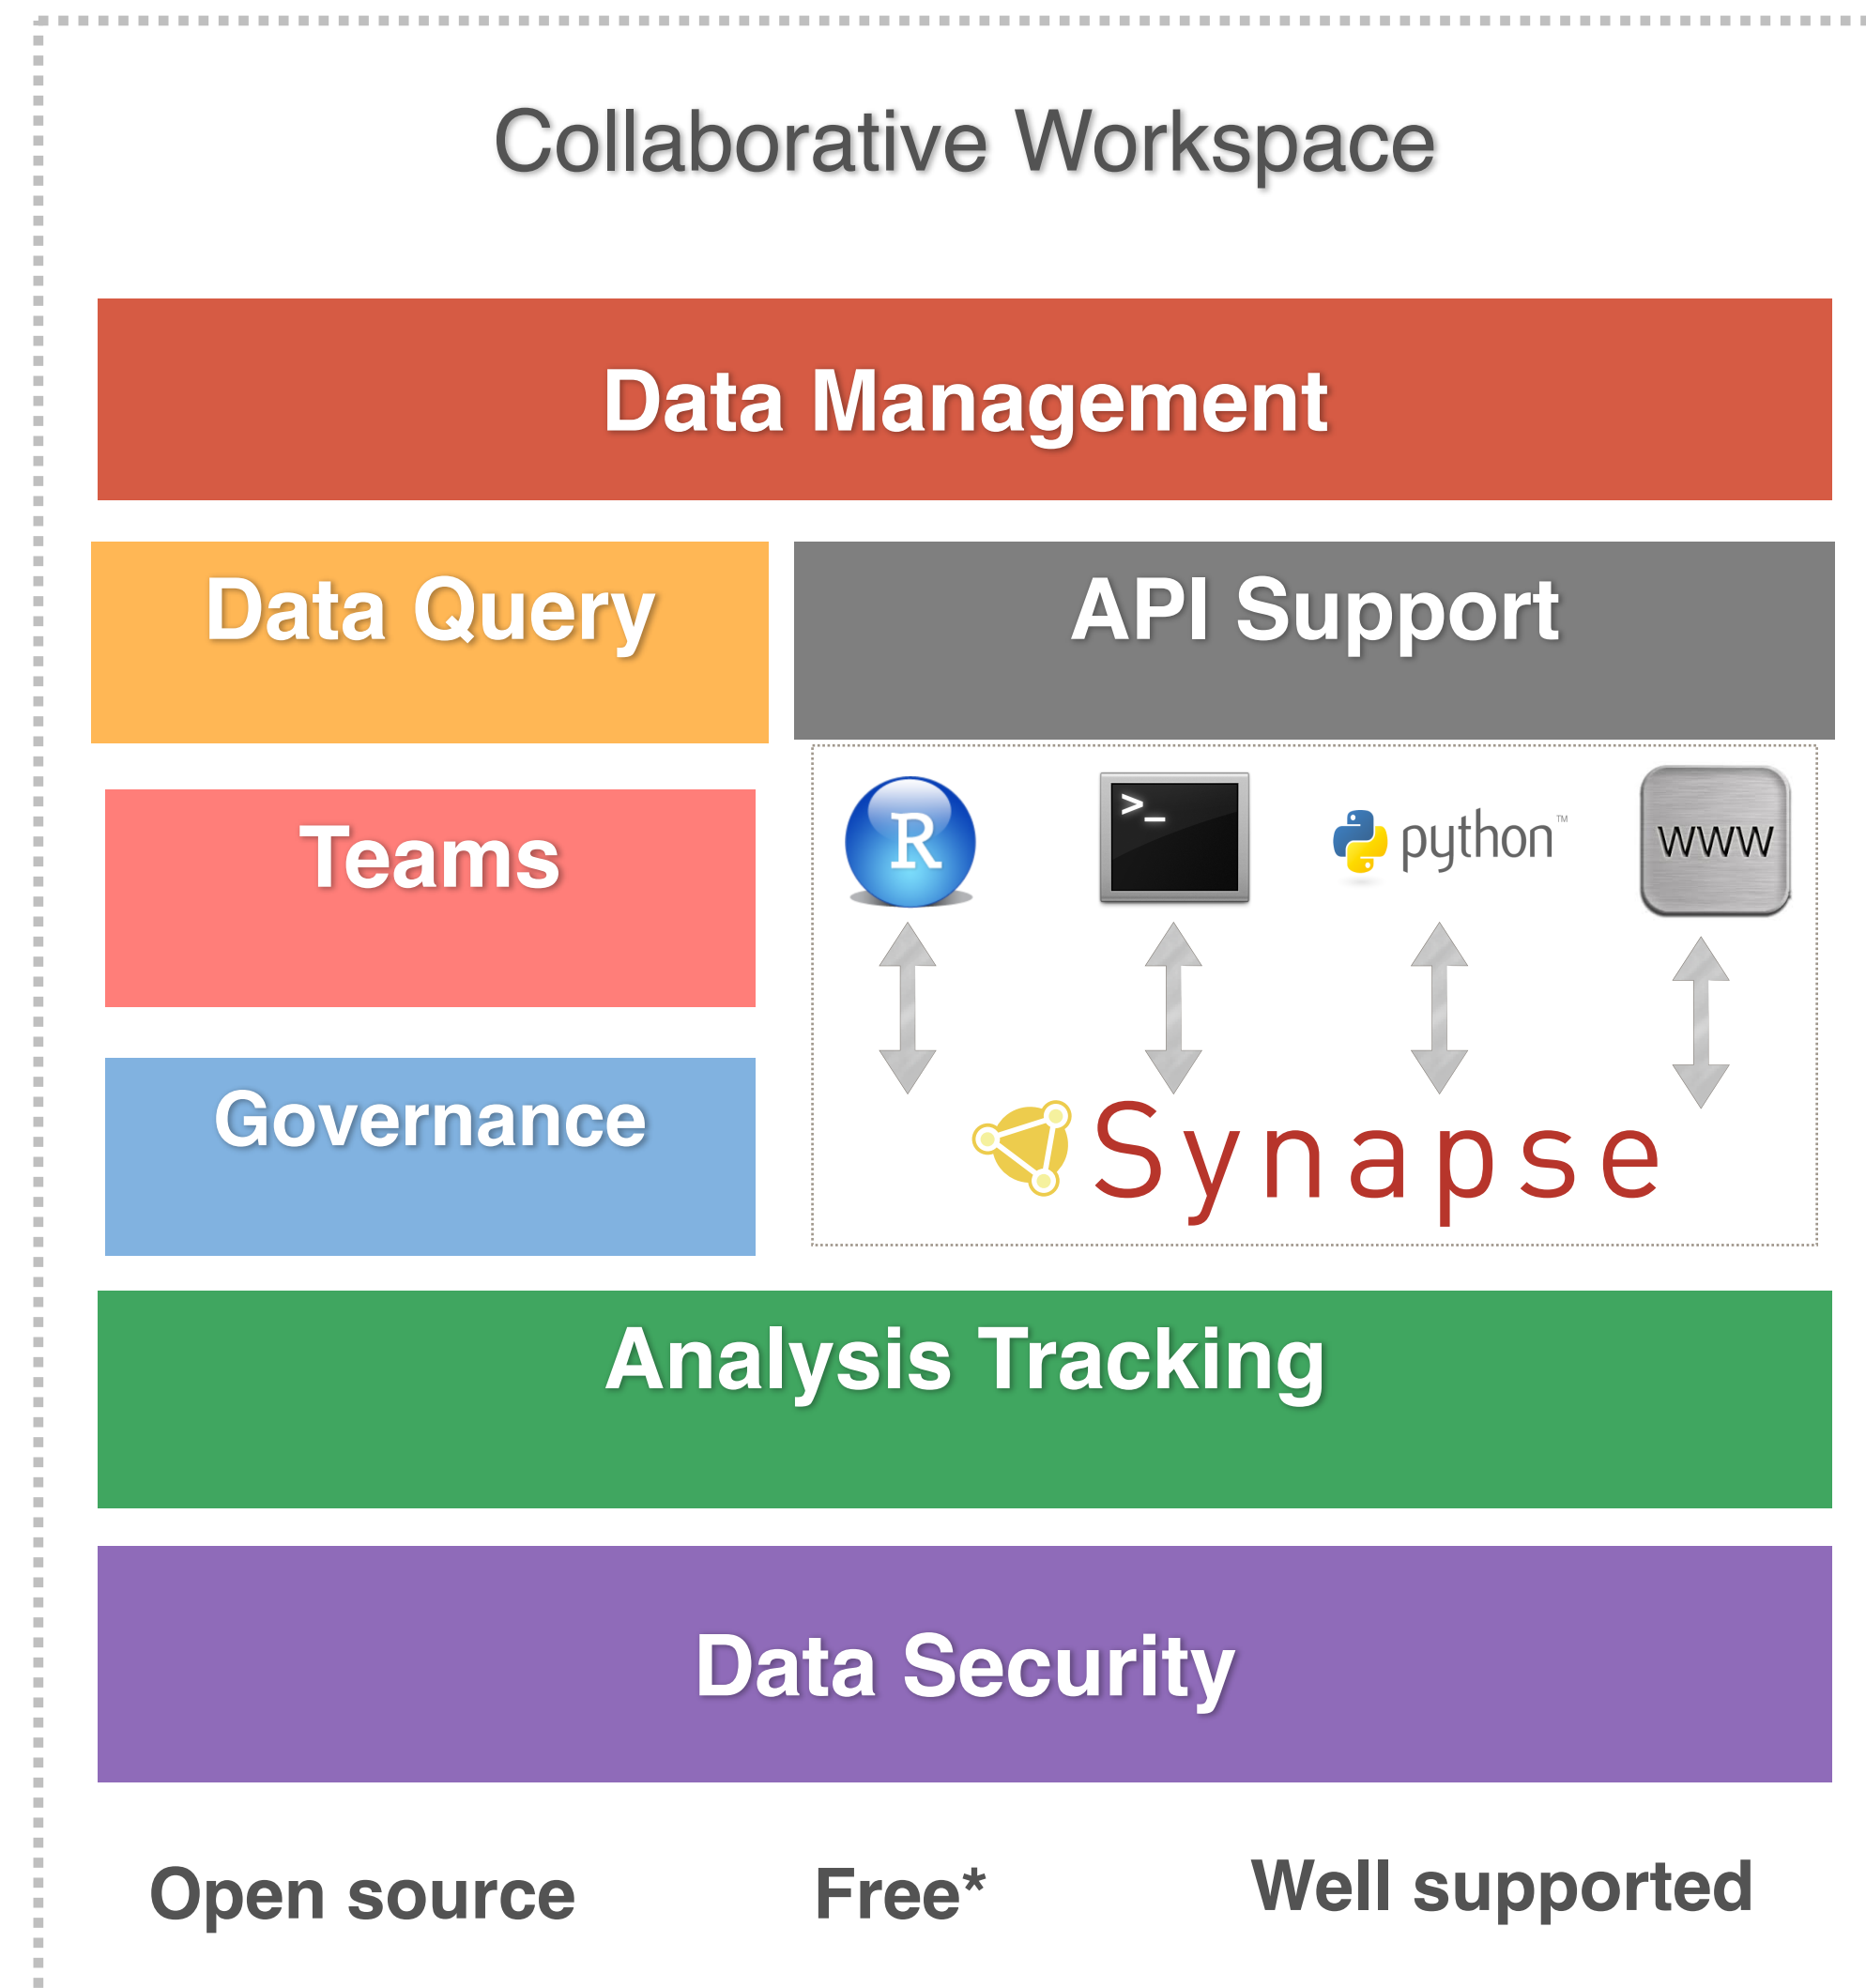 Collaborative Workspace
Data Management
Data Query
API Support
Teams
R
>_
python™
www
Governance
Synapse
Analysis Tracking
Data Security
Open source
Free*
Well supported